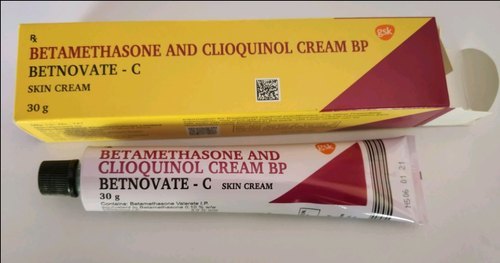 ℞
gsk
BETAMETHASONE AND CLIOQUINOL CREAM BP
BETNOVATE - C
SKIN CREAM
30 g
BETAMETHASONE AND
gsk
CLIOQUINOL CREAM BP
BETNOVATE - C SKIN CREAM
30 g
Contains: Betamethasone Valerate I.P.